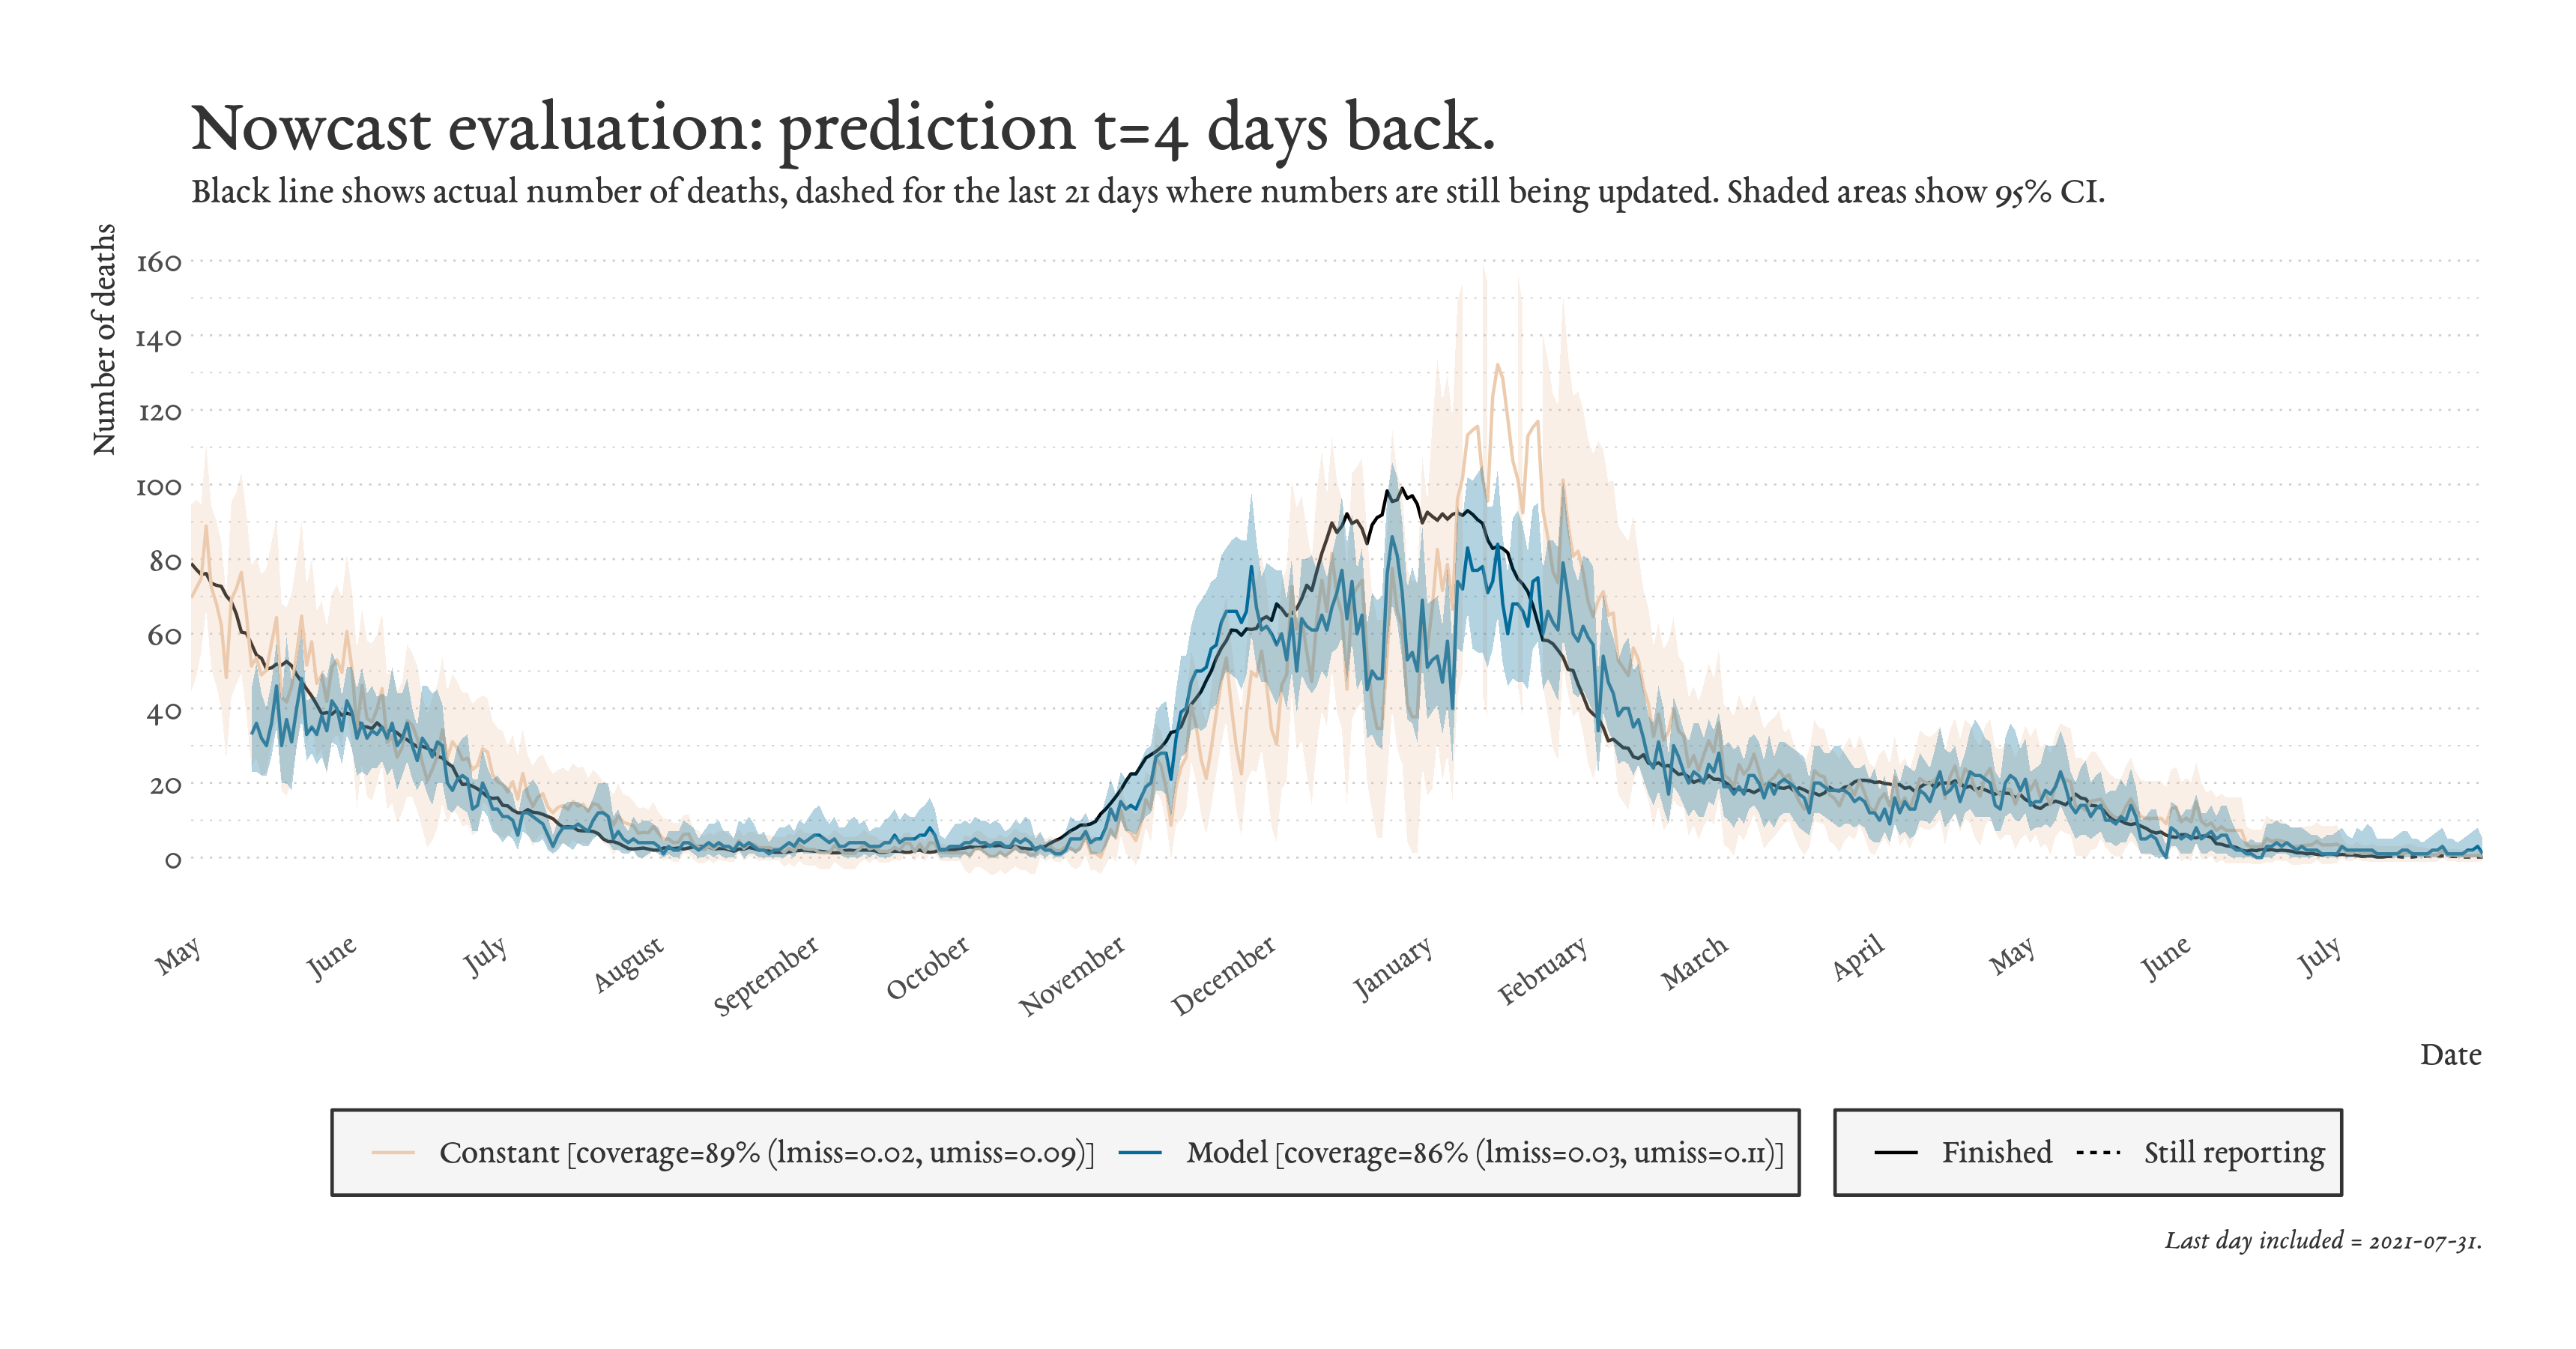 Nowcast evaluation: prediction t=4 days back.
Black line shows actual number of deaths, dashed for the last 21 days where numbers are still being updated. Shaded areas show 95% CI.
Number of deaths
160
140
120
100
80
60
40
20
0
May
June
July
August
September
October
November
December
January
February
March
April
May
June
July
Date
Constant [coverage=89% (lmiss=0.02, umiss=0.09)] Model [coverage=86% (lmiss=0.03, umiss=0.11)] Finished Still reporting
Last day included = 2021-07-31.